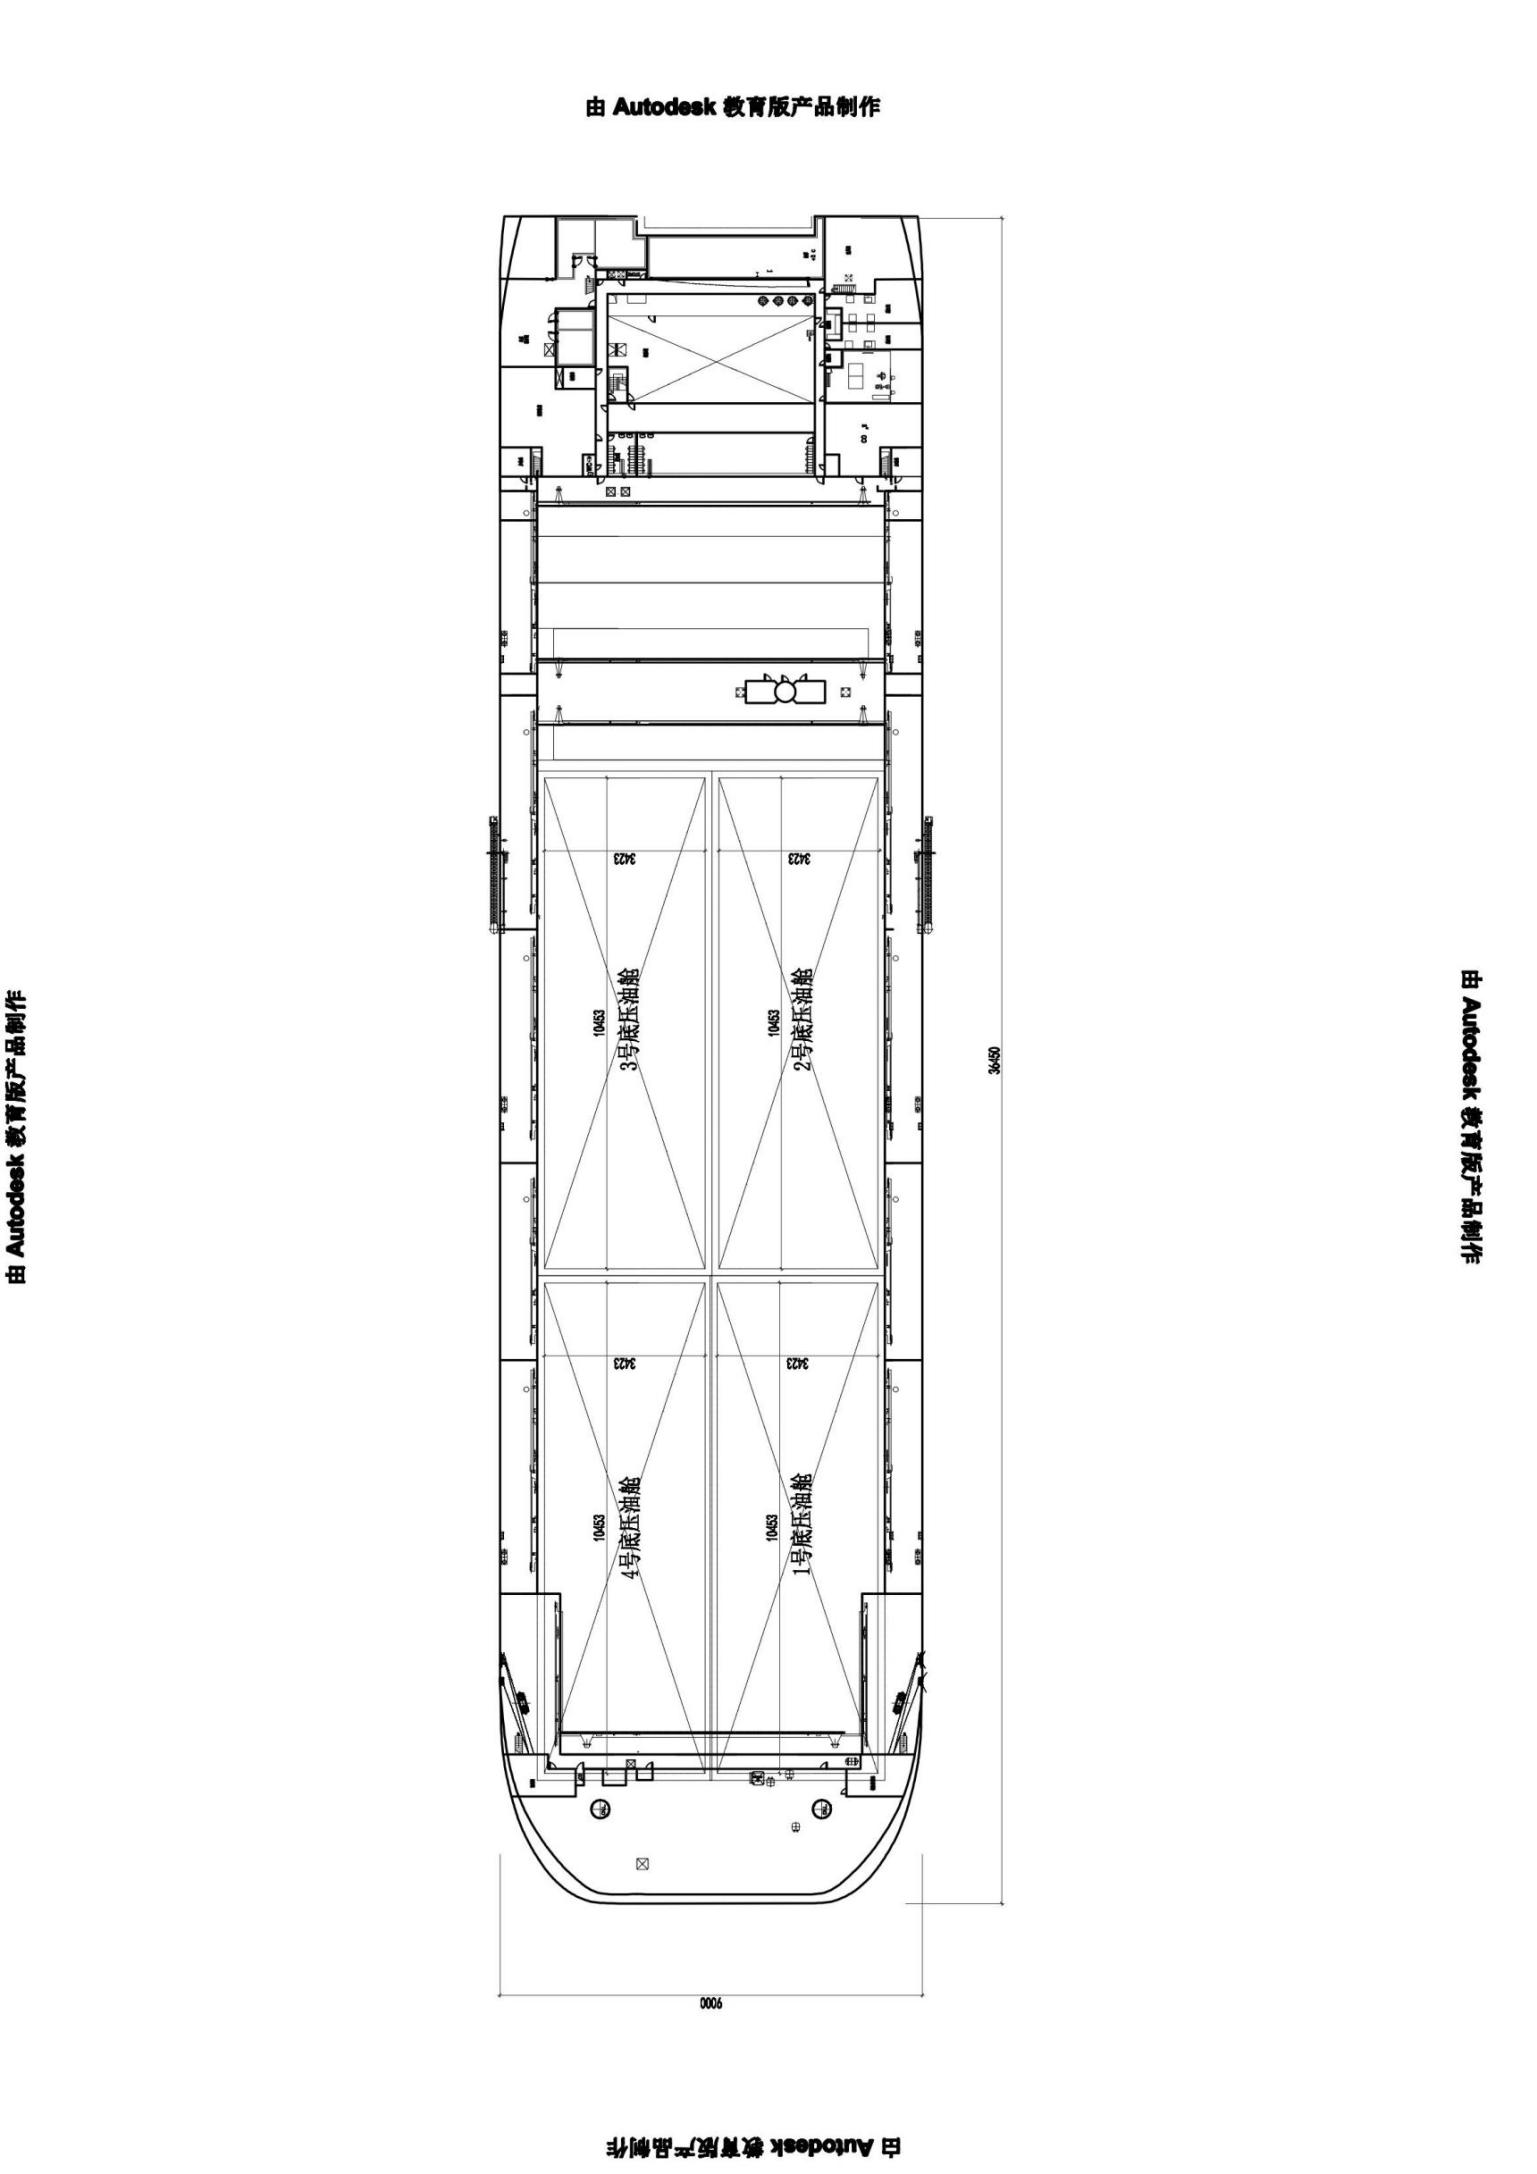 由 Autodesk 教育版产品制作
3423
3423
10453
3号底压油舱
10453
2号底压油舱
36450
由 Autodesk 教育版产品制作
由 Autodesk 教育版产品制作
3423
3423
10453
4号底压油舱
10453
1号底压油舱
9000
由 Autodesk 教育版产品制作